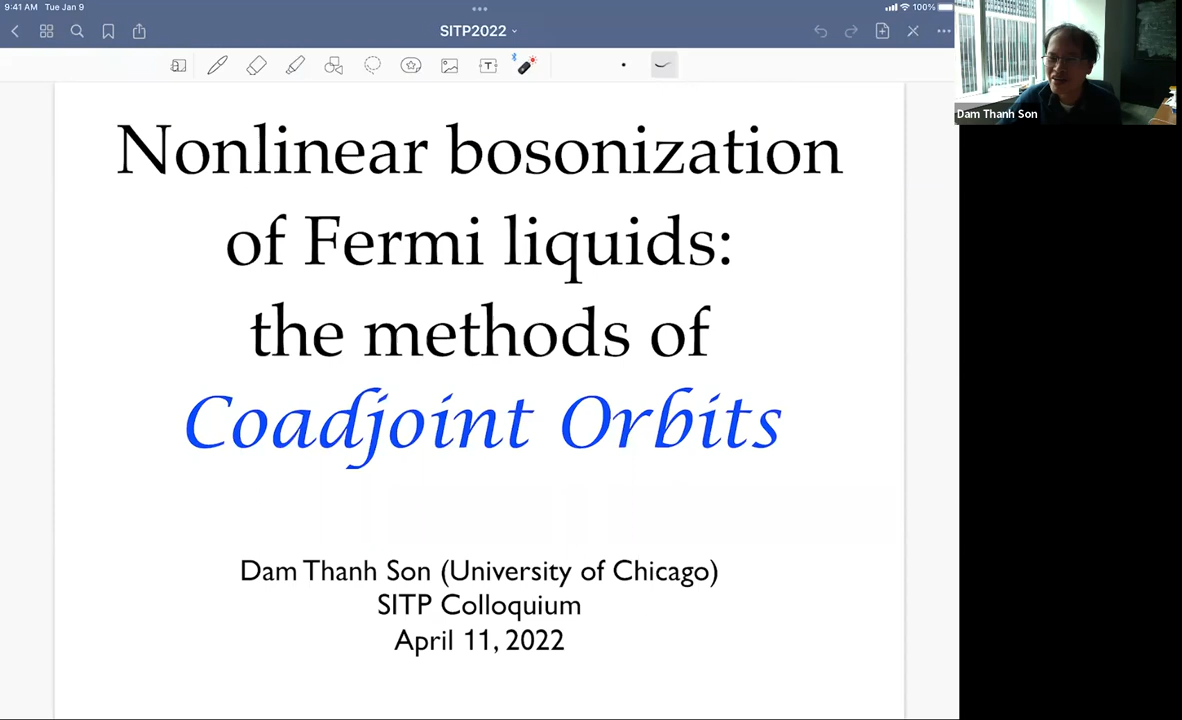 9:41 AM Tue Jan 9
100%
SITP2022
T
Dam Thanh Son
Nonlinear bosonization
of Fermi liquids:
the methods of
Coadjoint Orbits
Dam Thanh Son (University of Chicago)
SITP Colloquium
April 11, 2022